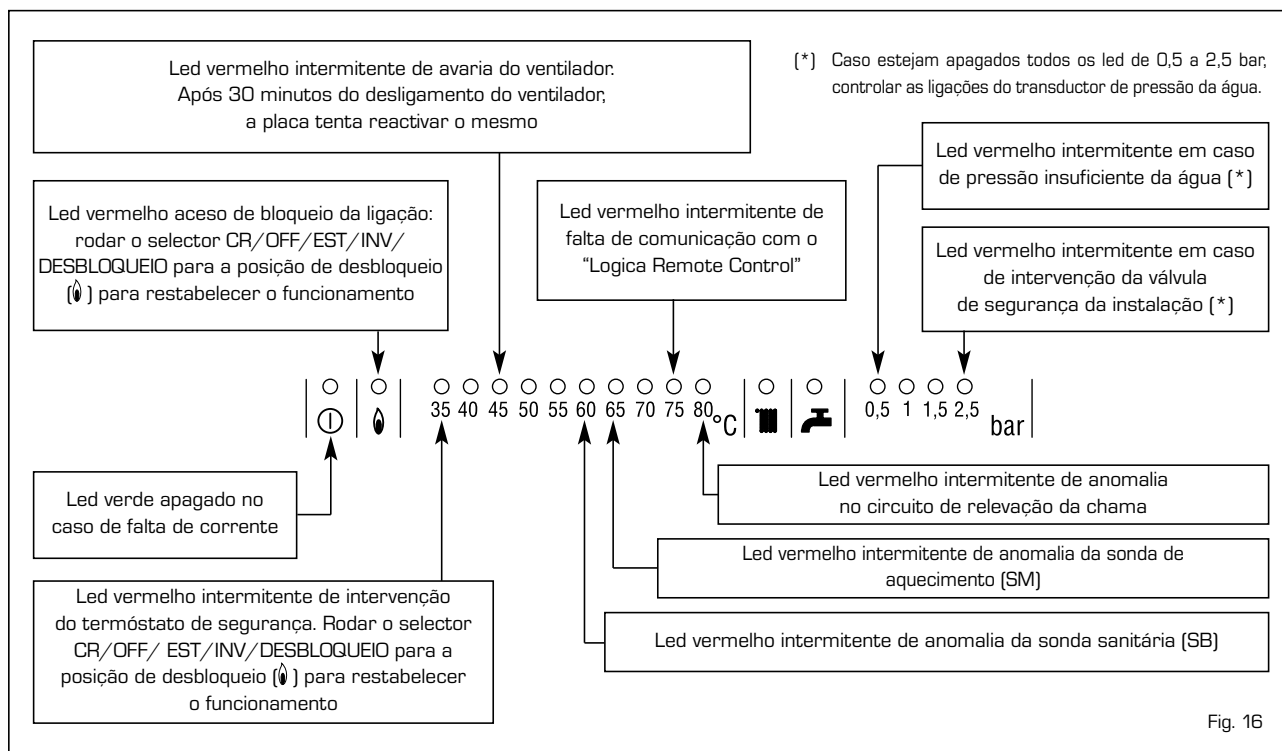 Led vermelho intermitente de avaria do ventilador.
Após 30 minutos do desligamento do ventilador,
a placa tenta reactivar o mesmo
(*) Caso estejam apagados todos os led de 0,5 a 2,5 bar,
controlar as ligações do transductor de pressão da água.
Led vermelho intermitente em caso
de pressão insuficiente da água (*)
Led vermelho aceso de bloqueio da ligação:
rodar o selector CR/OFF/EST/INV/
DESBLOQUEIO para a posição de desbloqueio
( ) para restabelecer o funcionamento
Led vermelho intermitente de
falta de comunicação com o
“Logica Remote Control”
Led vermelho intermitente em caso
de intervenção da válvula
de segurança da instalação (*)
35 40 45 50 55 60 65 70 75 80 °C 0,5 1 1,5 2,5 bar
Led verde apagado no
caso de falta de corrente
Led vermelho intermitente de anomalia
no circuito de relevação da chama
Led vermelho intermitente de anomalia da sonda de
aquecimento (SM)
Led vermelho intermitente de intervenção
do termóstato de segurança. Rodar o selector
CR/OFF/ EST/INV/DESBLOQUEIO para a
posição de desbloqueio ( ) para restabelecer
o funcionamento
Led vermelho intermitente de anomalia da sonda sanitária (SB)
Fig. 16